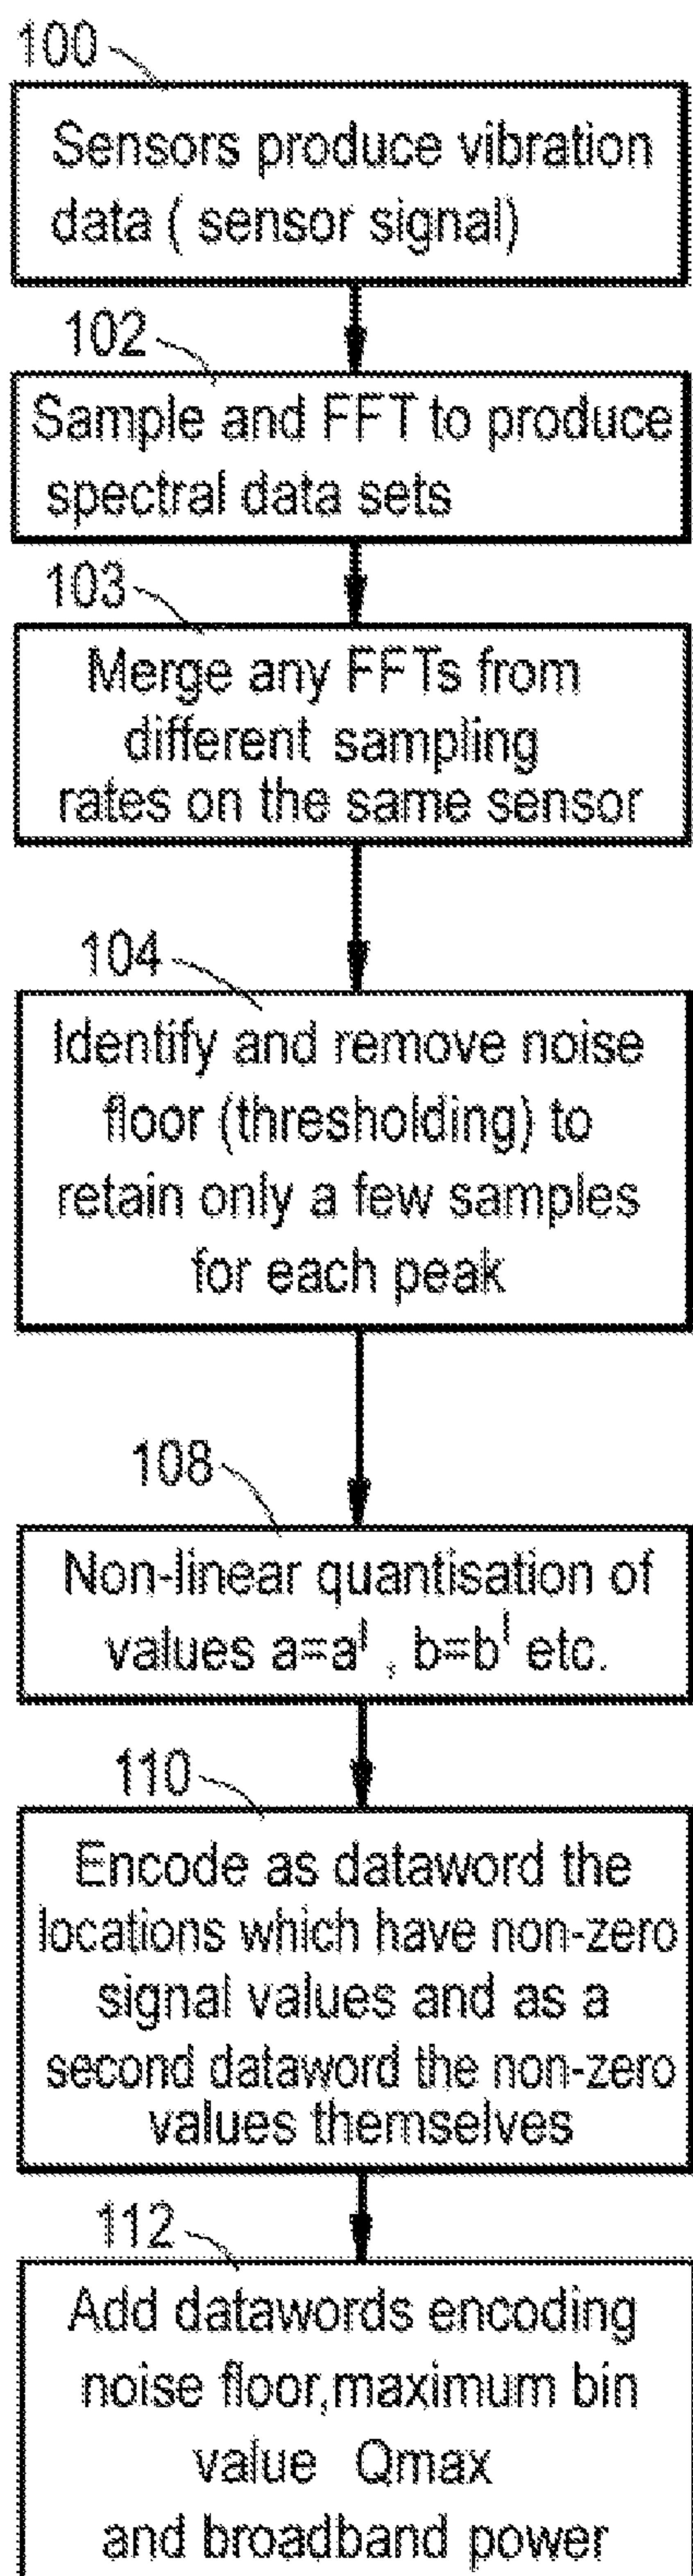 100
Sensors produce vibration
data ( sensor signal)
102
Sample and FFT to produce
spectral data sets
103
Merge any FFTs from
different sampling
rates on the same sensor
104
Identify and remove noise
floor (thresholding) to
retain only a few samples
for each peak
108
Non-linear quantisation of
values a=a', b=b' etc.
110
Encode as dataword the
locations which have non-zero
signal values and as a
second dataword the non-zero
values themselves
112
Add datawords encoding
noise floor,maximum bin
value Qmax
and broadband power